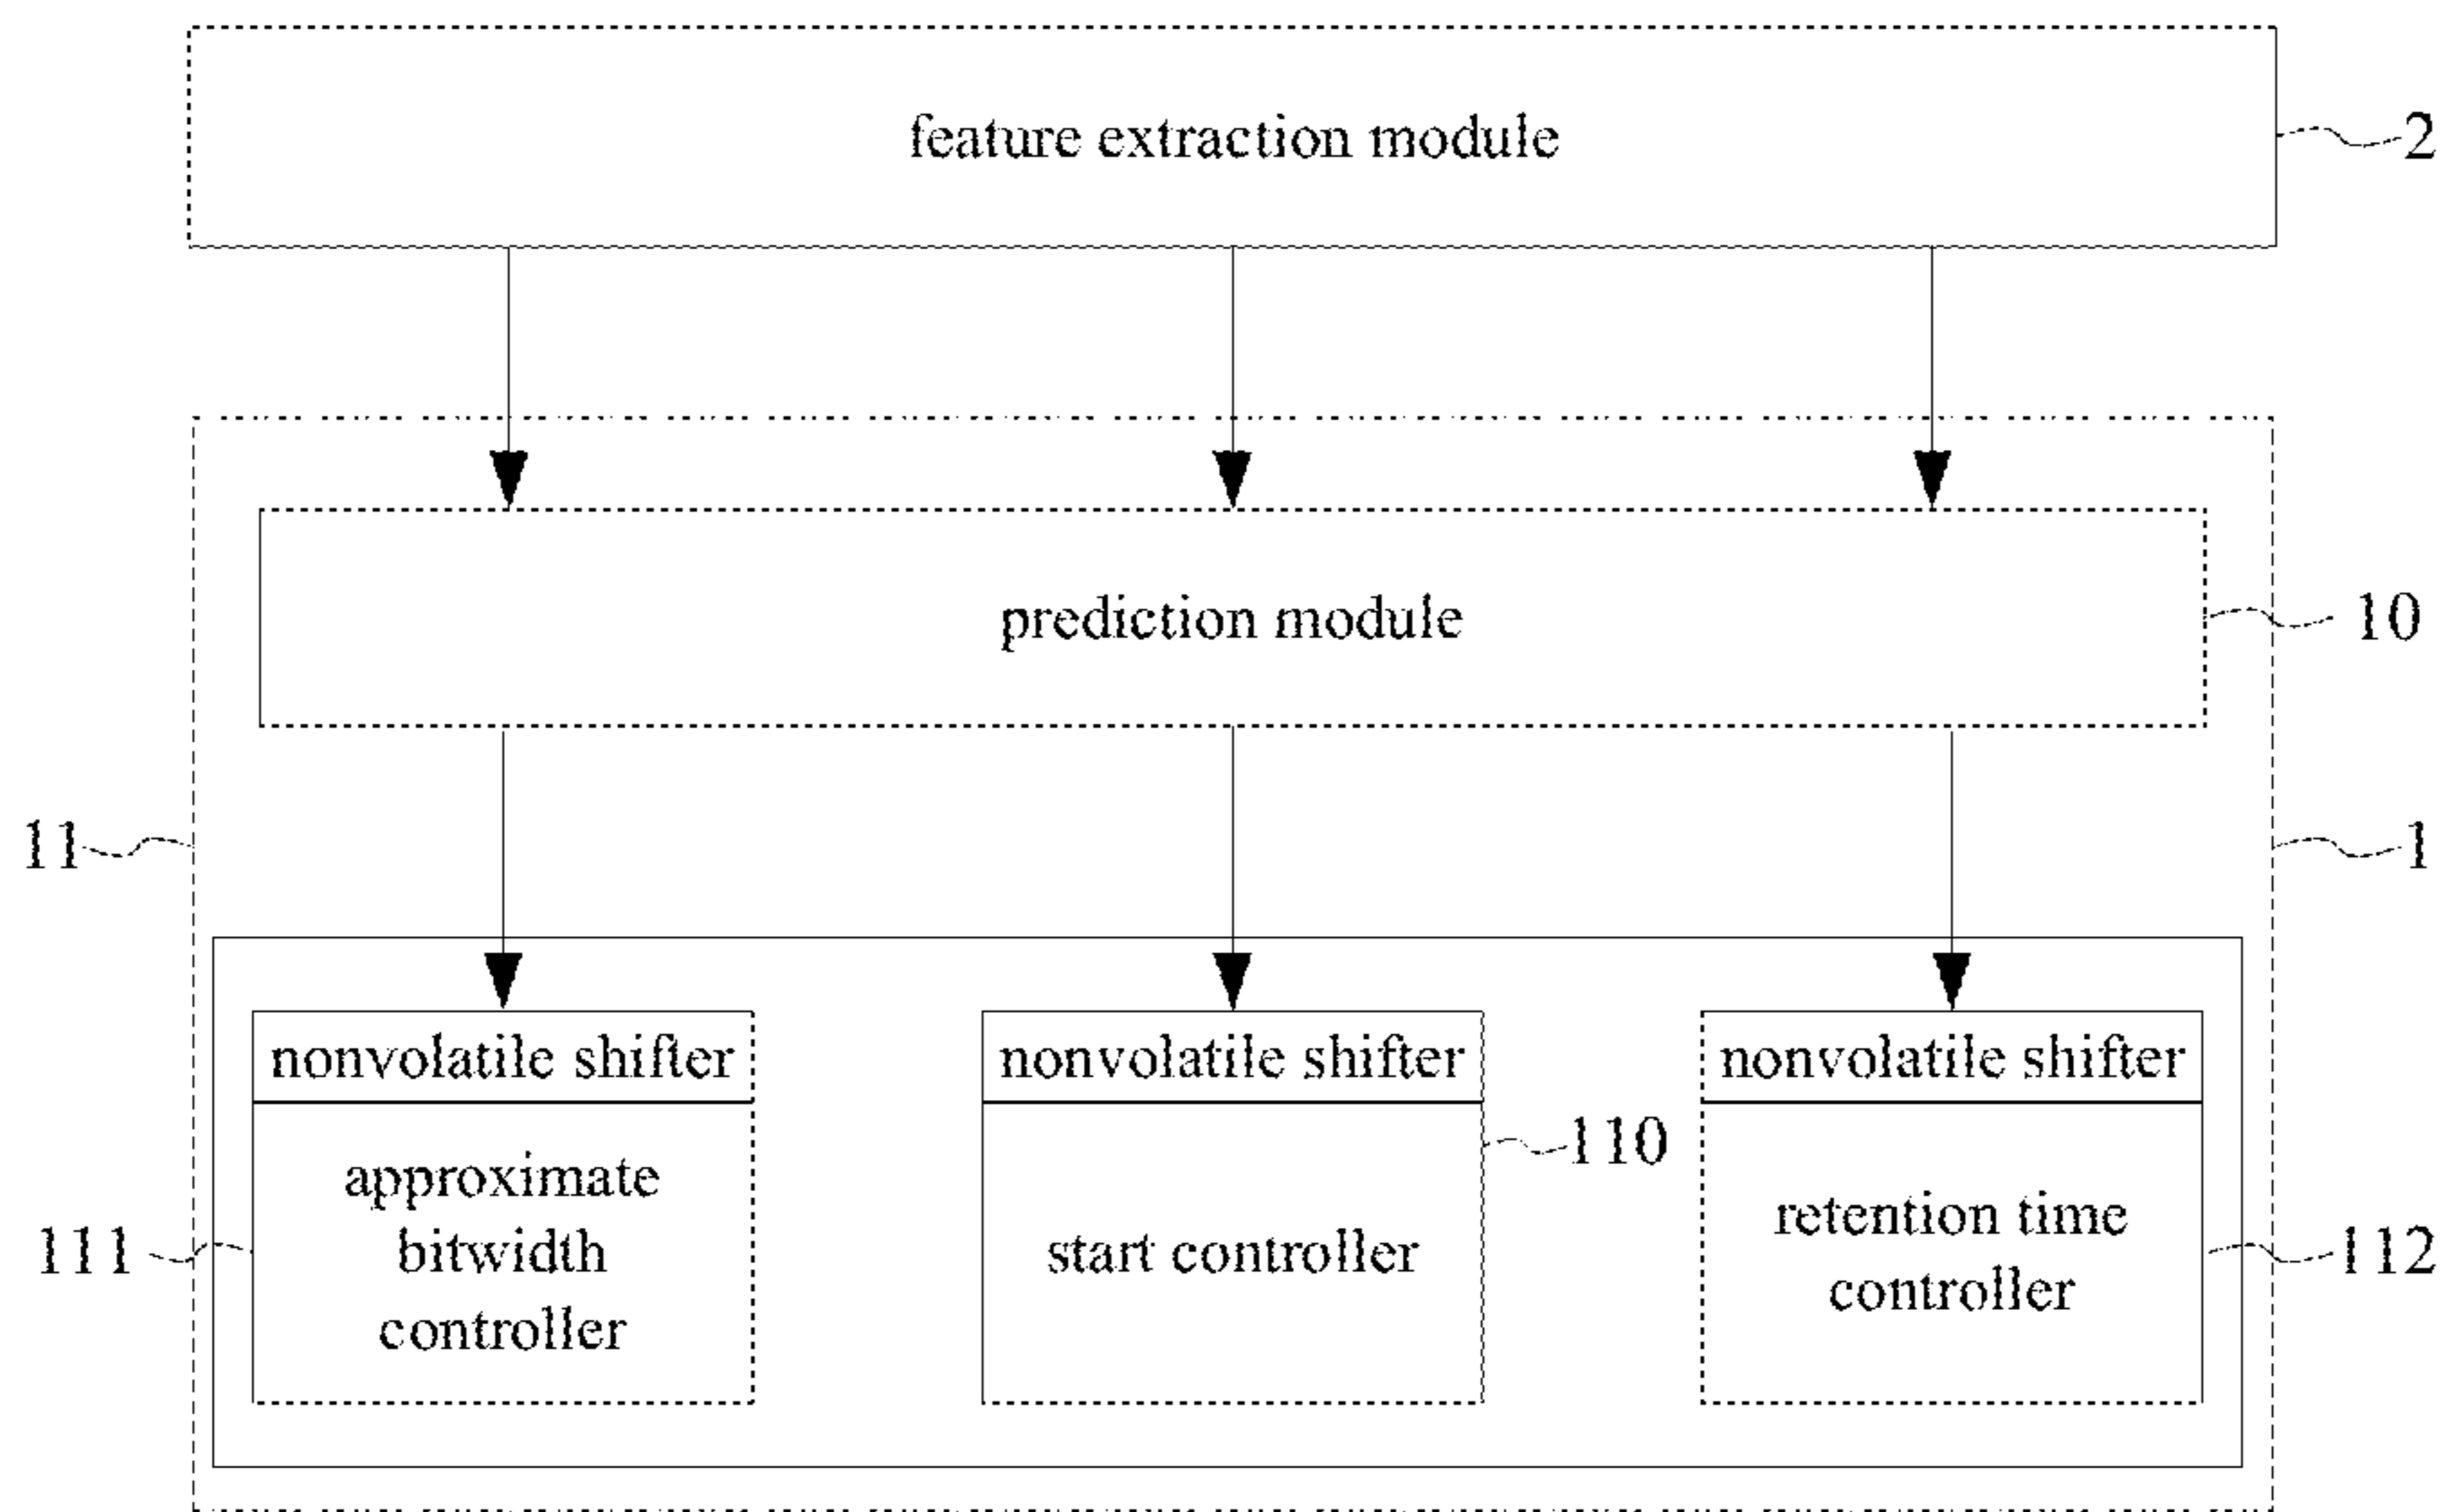 feature extraction module
2
prediction module
10
11
1
nonvolatile shifter
nonvolatile shifter
nonvolatile shifter
approximate
bitwidth
controller
111
start controller
110
retention time
controller
112